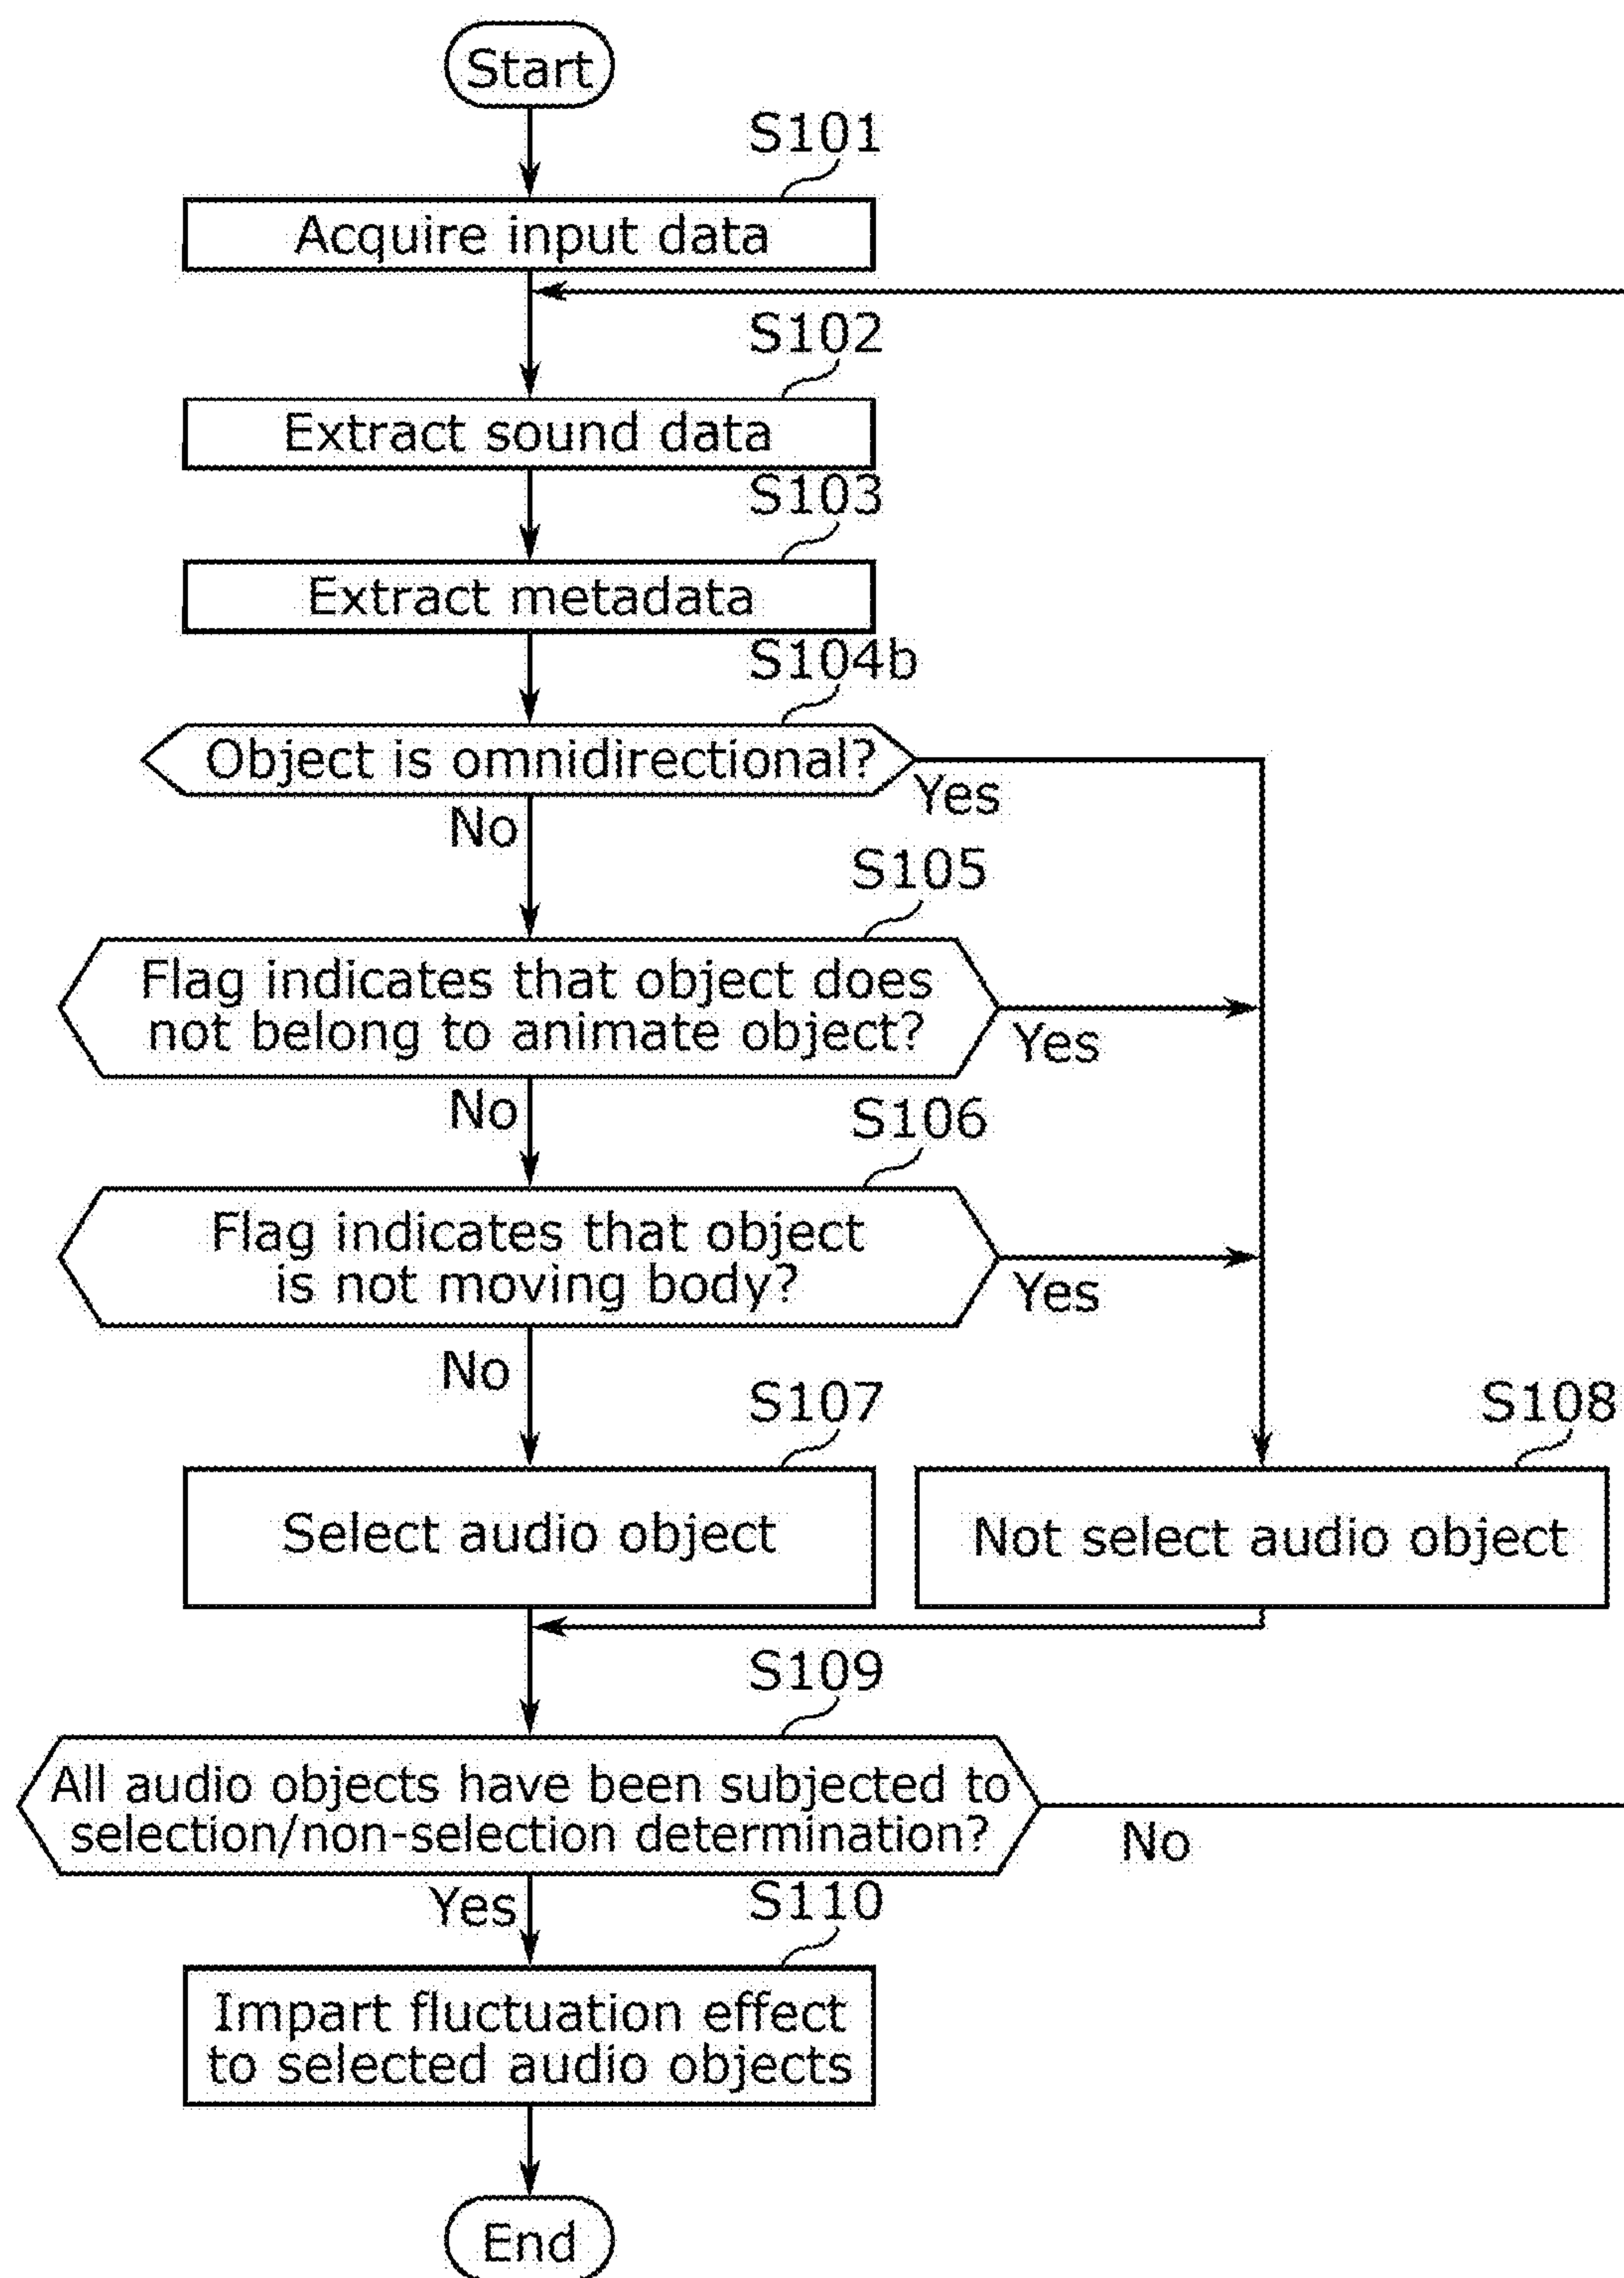 Start
S101
Acquire input data
S102
Extract sound data
S103
Extract metadata
S104b
Object is omnidirectional?
Yes
No
S105
Flag indicates that object does
not belong to animate object?
Yes
No
S106
Flag indicates that object
is not moving body?
Yes
No
S107
S108
Select audio object
Not select audio object
S109
All audio objects have been subjected to
selection/non-selection determination?
No
Yes
S110
Impart fluctuation effect
to selected audio objects
End